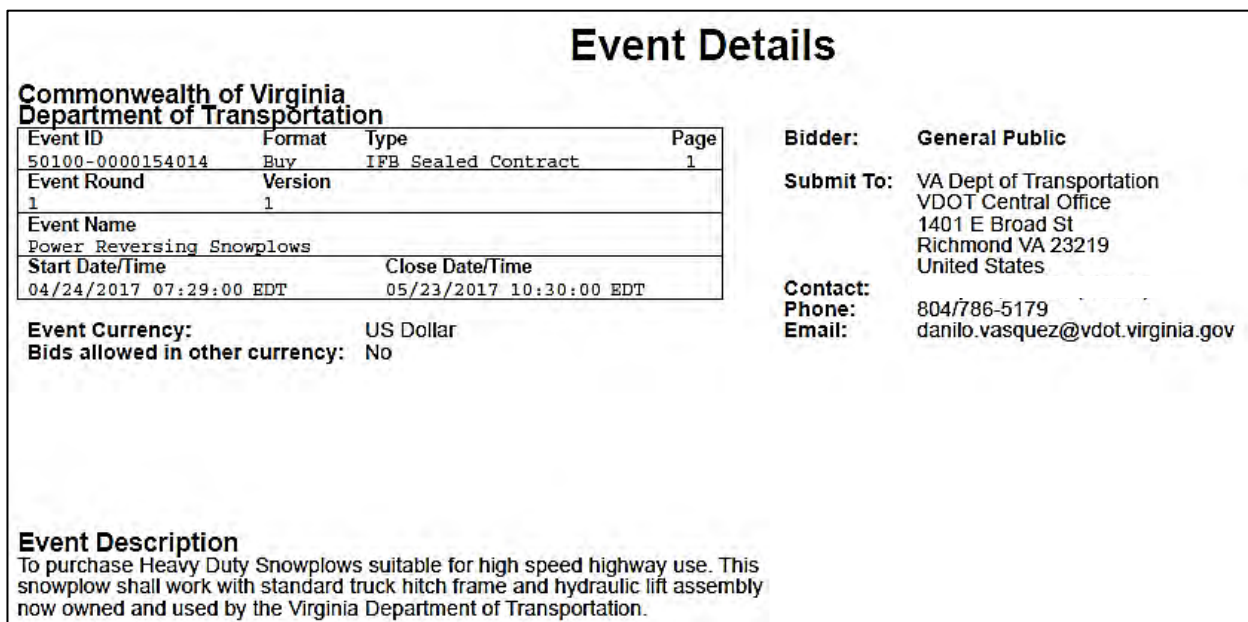 Event Details
Commonwealth of Virginia
Department of Transportation
Event ID Format Type Page
50100-0000154014 Buy IFB Sealed Contract 1
Event Round Version
1 1
Event Name
Power Reversing Snowplows
Start Date/Time Close Date/Time
04/24/2017 07:29:00 EDT 05/23/2017 10:30:00 EDT
Event Currency: US Dollar
Bids allowed in other currency: No
Bidder: General Public
Submit To: VA Dept of Transportation
VDOT Central Office
1401 E Broad St
Richmond VA 23219
United States
Contact:
Phone: 804/786-5179
Email: danilo.vasquez@vdot.virginia.gov
Event Description
To purchase Heavy Duty Snowplows suitable for high speed highway use. This
snowplow shall work with standard truck hitch frame and hydraulic lift assembly
now owned and used by the Virginia Department of Transportation.